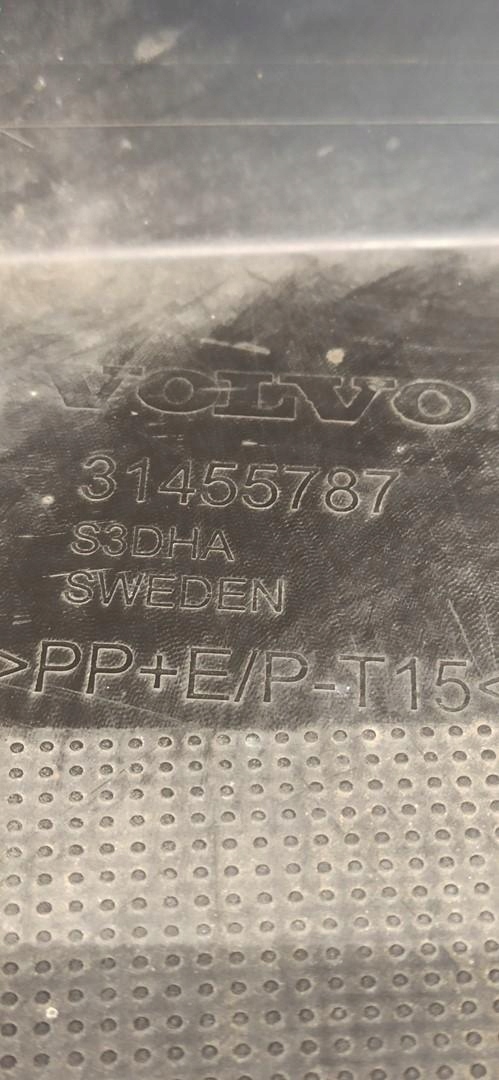 VOLVO
31455787
S3DHA
SWEDEN
>PP+E/P-T15<